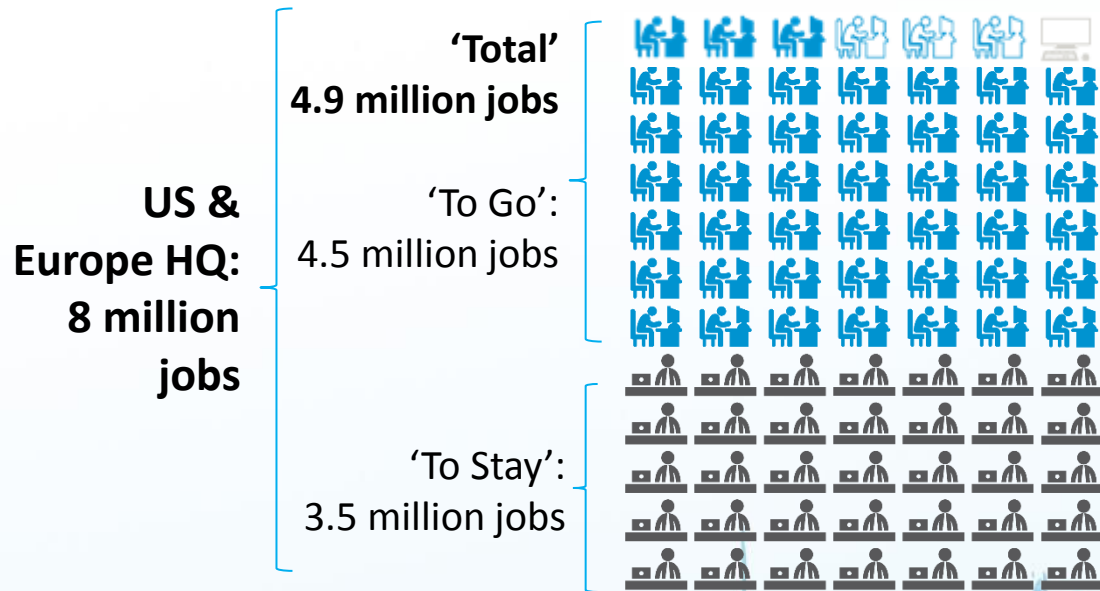 US &
Europe HQ:
8 million
jobs
‘Total’
4.9 million jobs
‘To Go’:
4.5 million jobs
‘To Stay’:
3.5 million jobs